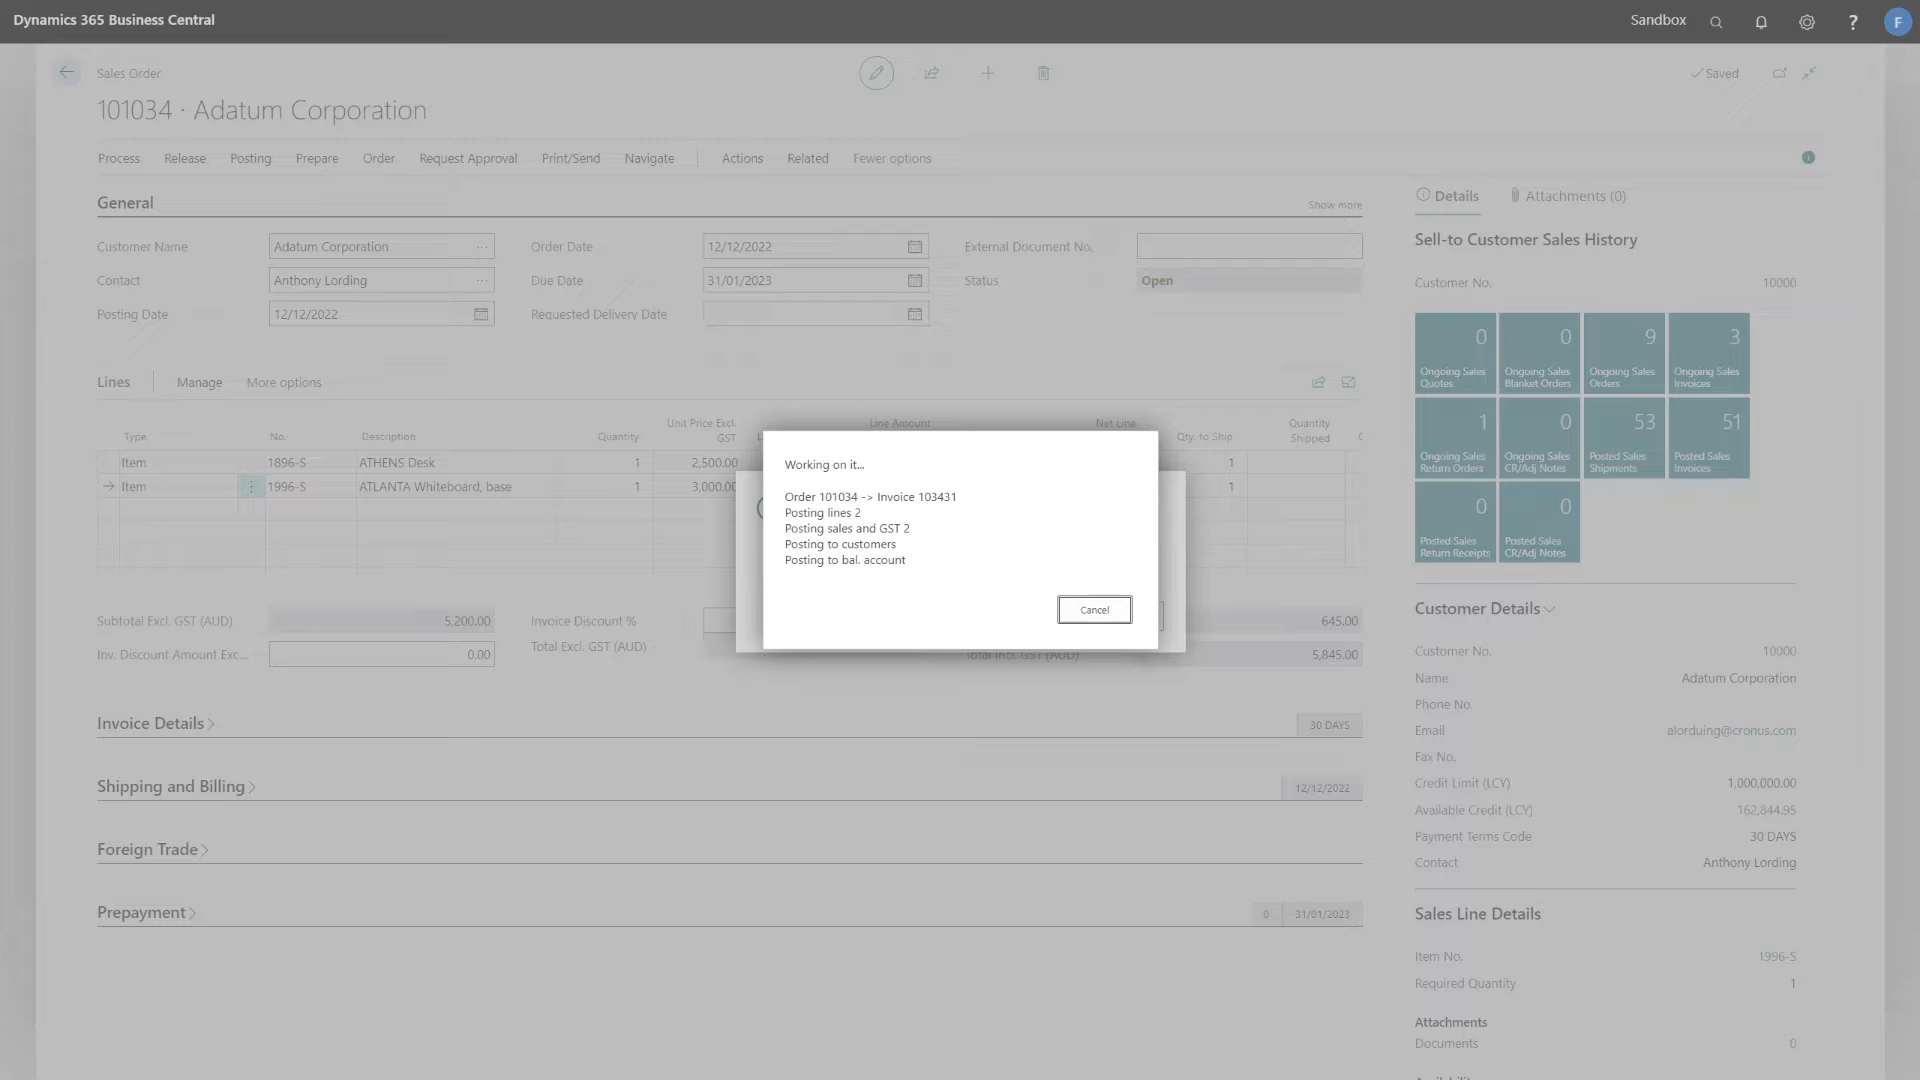 Dynamics 365 Business Central
Sandbox
?
F
Sales Order
Saved
101034 · Adatum Corporation
Process Release Posting Prepare Order Request Approval Print/Send Navigate Actions Related Fewer options
General
Show more
Customer Name Adatum Corporation
Order Date 12/12/2022
External Document No.
Contact Anthony Lording
Due Date 31/01/2023
Status Open
Posting Date 12/12/2022
Requested Delivery Date
Lines Manage More options
Type No. Description Quantity Unit Price Excl. GST Line Amount Net Line Qty. to Ship Quantity Shipped
Item 1896-S ATHENS Desk 1 2,500.00 1
Item 1996-S ATLANTA Whiteboard, base 1 3,000.00 1
Working on it...
Order 101034 -> Invoice 103431
Posting lines 2
Posting sales and GST 2
Posting to customers
Posting to bal. account
Cancel
Subtotal Excl. GST (AUD) 5,200.00
Invoice Discount %
645.00
Inv. Discount Amount Exc... 0.00
Total Excl. GST (AUD)
Total Incl. GST (AUD) 5,845.00
Invoice Details 30 DAYS
Shipping and Billing 12/12/2022
Foreign Trade
Prepayment 0 31/01/2023
Details Attachments (0)
Sell-to Customer Sales History
Customer No. 10000
0 Ongoing Sales Quotes
0 Ongoing Sales Blanket Orders
9 Ongoing Sales Orders
3 Ongoing Sales Invoices
1 Ongoing Sales Return Orders
0 Ongoing Sales CR/Adj Notes
53 Posted Sales Shipments
51 Posted Sales Invoices
0 Posted Sales Return Receipts
0 Posted Sales CR/Adj Notes
Customer Details
Customer No. 10000
Name Adatum Corporation
Phone No.
Email alorduing@cronus.com
Fax No.
Credit Limit (LCY) 1,000,000.00
Available Credit (LCY) 162,844.95
Payment Terms Code 30 DAYS
Contact Anthony Lording
Sales Line Details
Item No. 1996-S
Required Quantity 1
Attachments
Documents 0